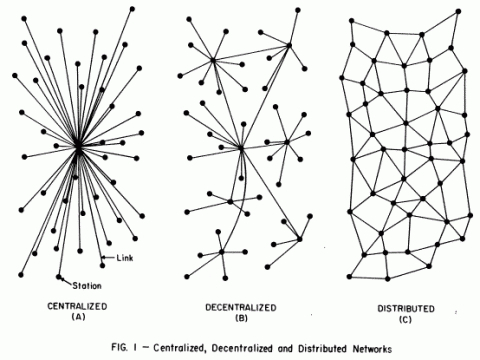 Link
Station
CENTRALIZED
(A)
DECENTRALIZED
(B)
DISTRIBUTED
(C)
FIG. I — Centralized, Decentralized and Distributed Networks